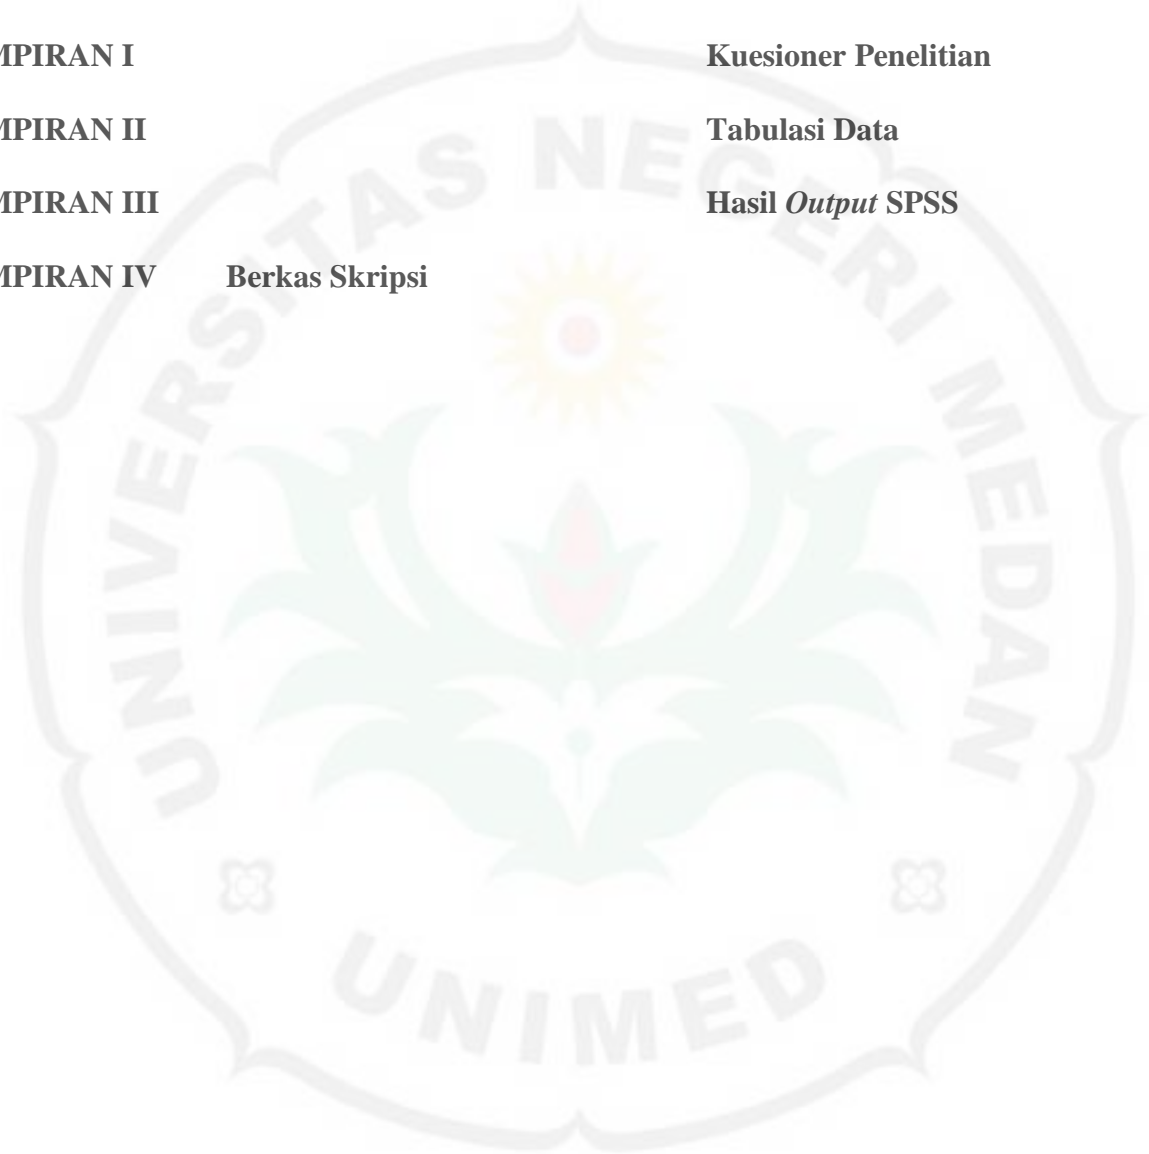 MPIRAN I Kuesioner Penelitian
MPIRAN II Tabulasi Data
MPIRAN III Hasil Output SPSS
MPIRAN IV Berkas Skripsi
UNIVERSITAS NEGERI MEDAN
UNIMED